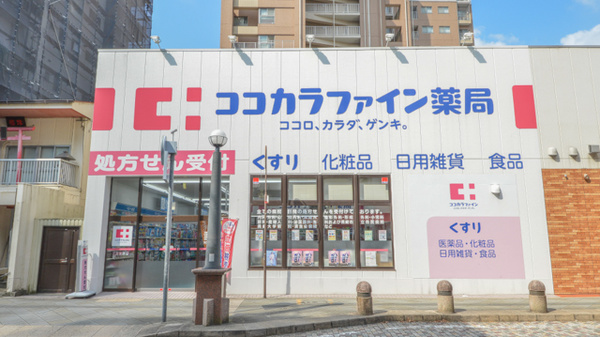 ココカラファイン薬局
ココロ、カラダ、ゲンキ。
処方せん受付
くすり 化粧品 日用雑貨 食品
ココカラファイン
くすり
医薬品・化粧品
日用雑貨・食品